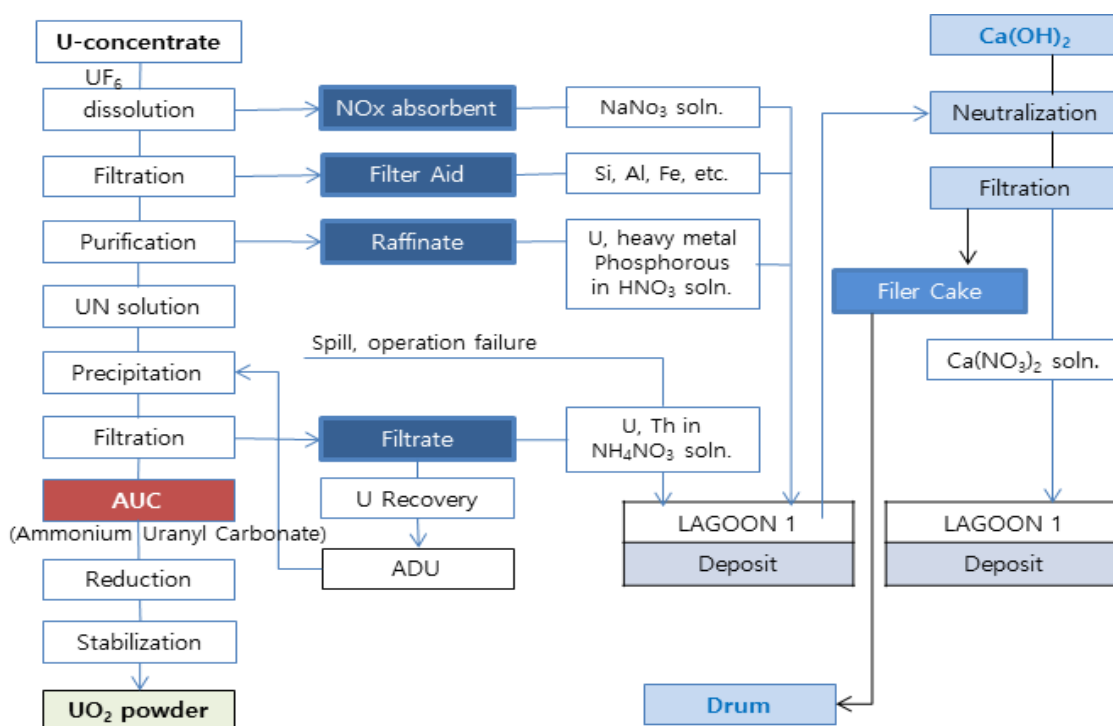 U-concentrate
UF₆
dissolution
Filtration
Purification
UN solution
Precipitation
Filtration
AUC
(Ammonium Uranyl Carbonate)
Reduction
Stabilization
UO₂ powder
NOx absorbent
Filter Aid
Raffinate
Spill, operation failure
Filtrate
U Recovery
ADU
NaNo₃ soln.
Si, Al, Fe, etc.
U, heavy metal
Phosphorous
in HNO₃ soln.
U, Th in
NH₄NO₃ soln.
LAGOON 1
Deposit
Ca(OH)₂
Neutralization
Filtration
Filer Cake
Ca(NO₃)₂ soln.
LAGOON 1
Deposit
Drum